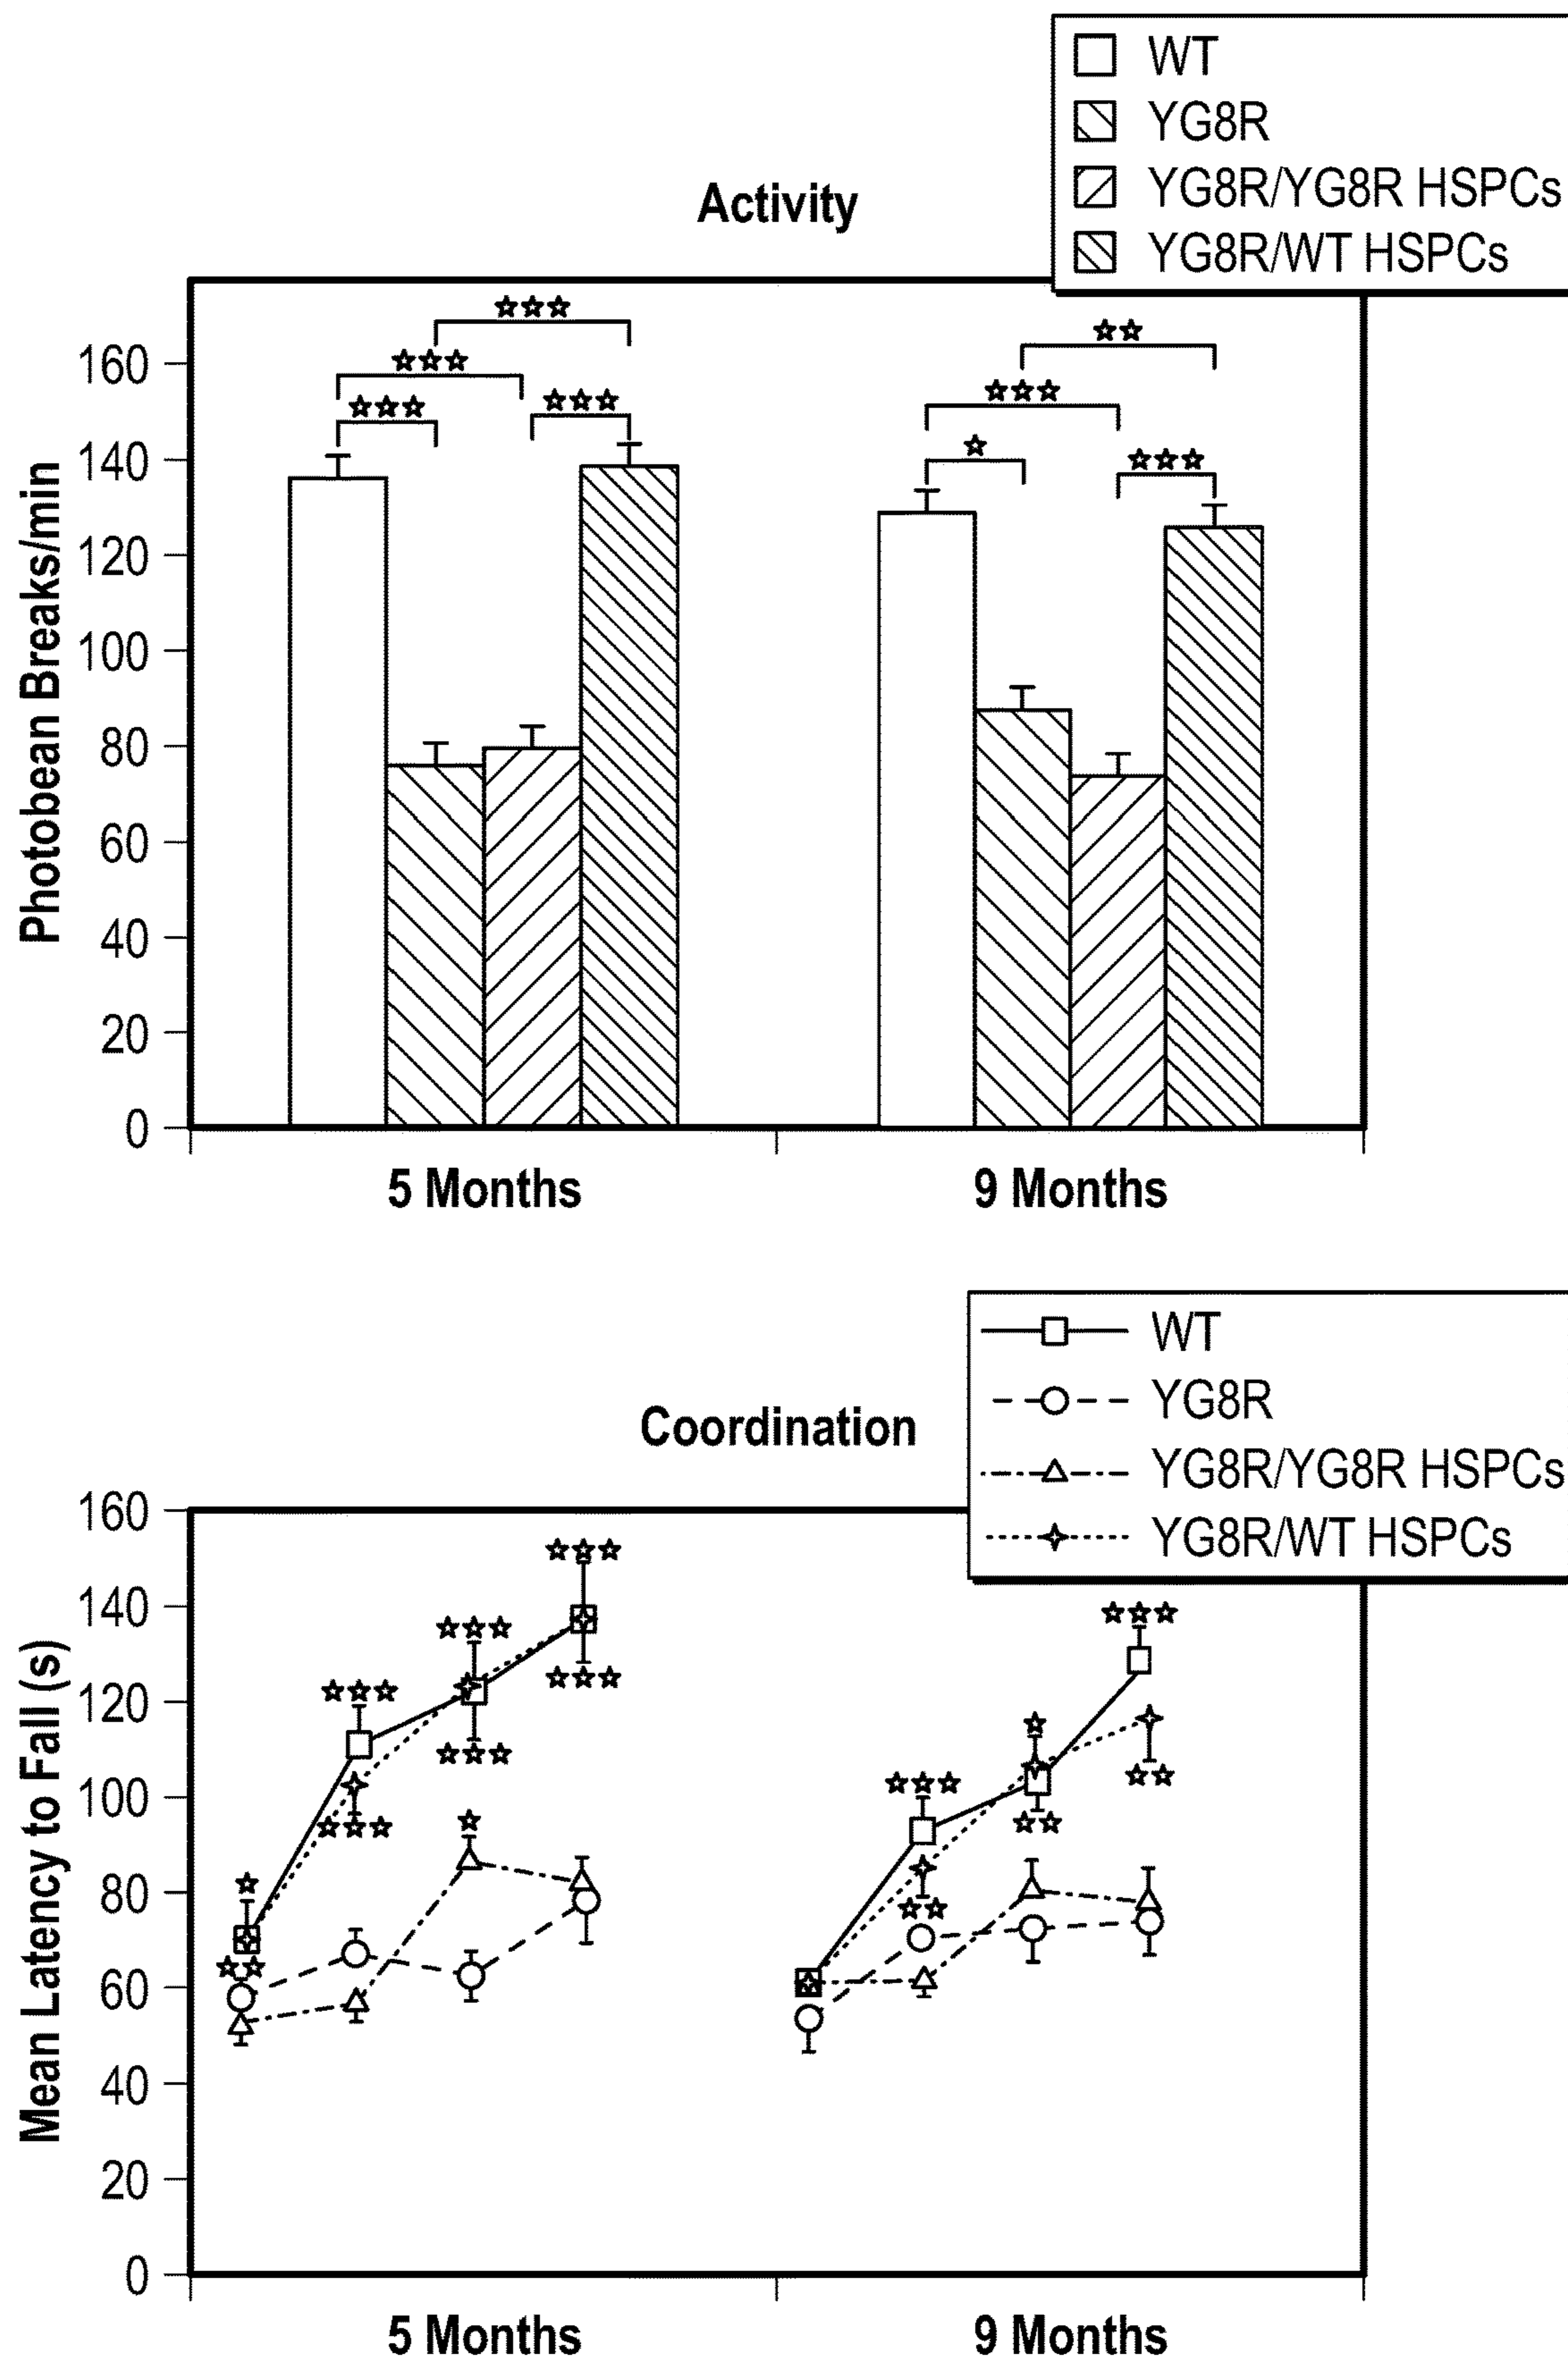 WT
YG8R
YG8R/YG8R HSPCs
YG8R/WT HSPCs
Activity
Photobean Breaks/min
160
140
120
100
80
60
40
20
0
☆☆☆
☆☆☆
☆☆☆
☆☆☆
☆☆
☆☆☆
☆
☆☆☆
5 Months
9 Months
WT
YG8R
YG8R/YG8R HSPCs
YG8R/WT HSPCs
Coordination
Mean Latency to Fall (s)
160
140
120
100
80
60
40
20
0
☆
☆☆
☆☆☆
☆☆☆
☆☆☆
☆☆☆
☆
☆☆☆
☆☆☆
☆☆☆
☆☆
☆
☆☆
☆☆☆
☆☆
5 Months
9 Months